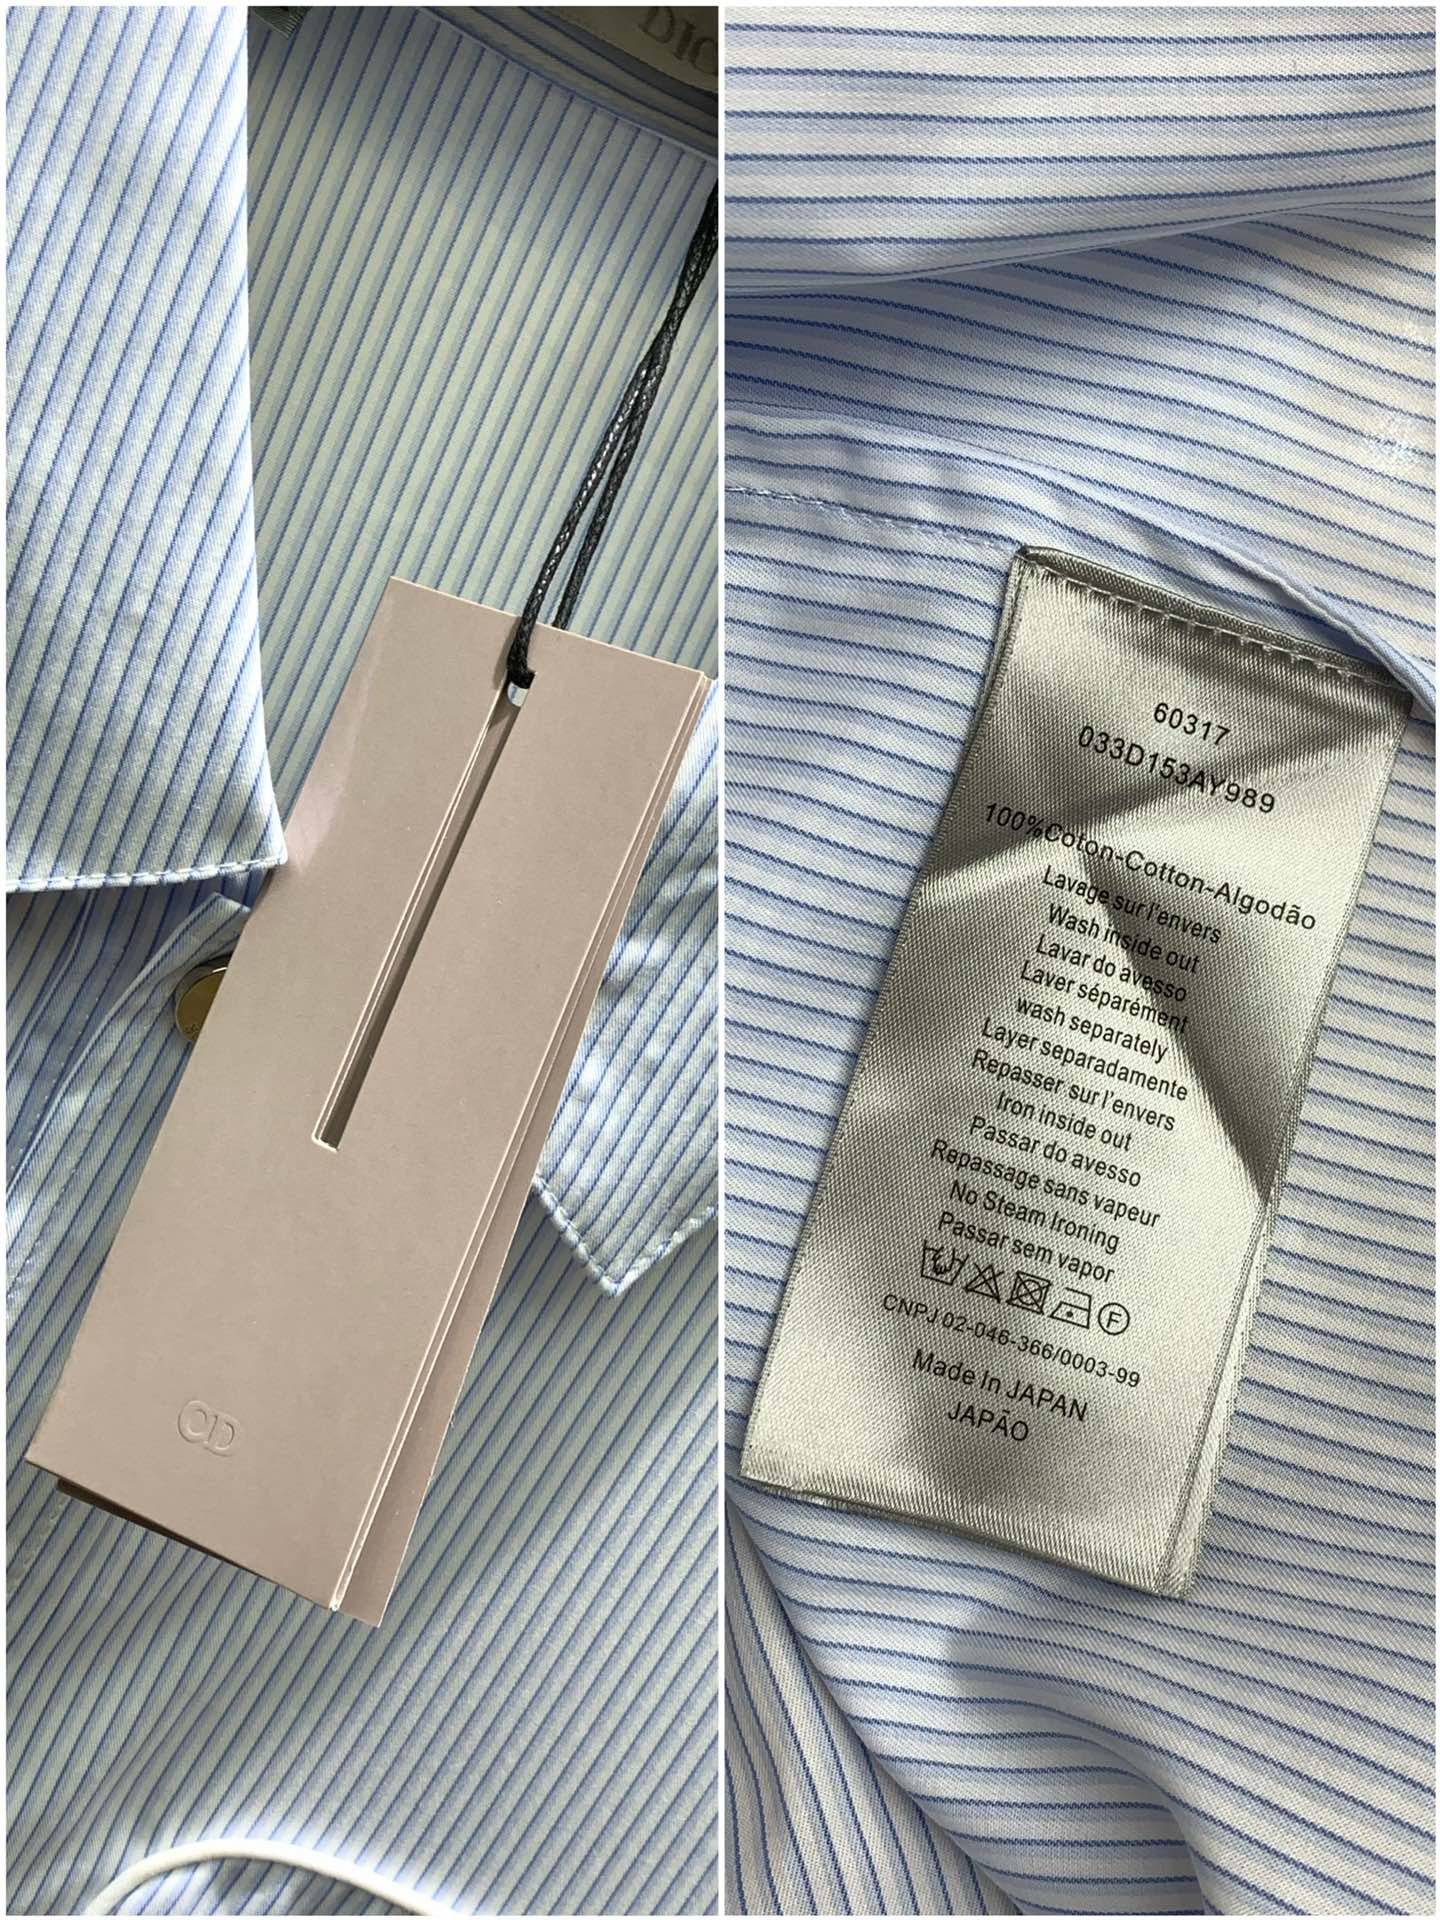 DIO
CD
60317
033D153AY989
100%Coton-Cotton-Algodão
Lavage sur l'envers
Wash inside out
Lavar do avesso
Laver séparément
wash separately
Layer separadamente
Repasser sur l'envers
Iron inside out
Passar do avesso
Repassage sans vapeur
No Steam Ironing
Passar sem vapor
F
CNPJ 02-046-366/0003-99
Made In JAPAN
JAPÃO